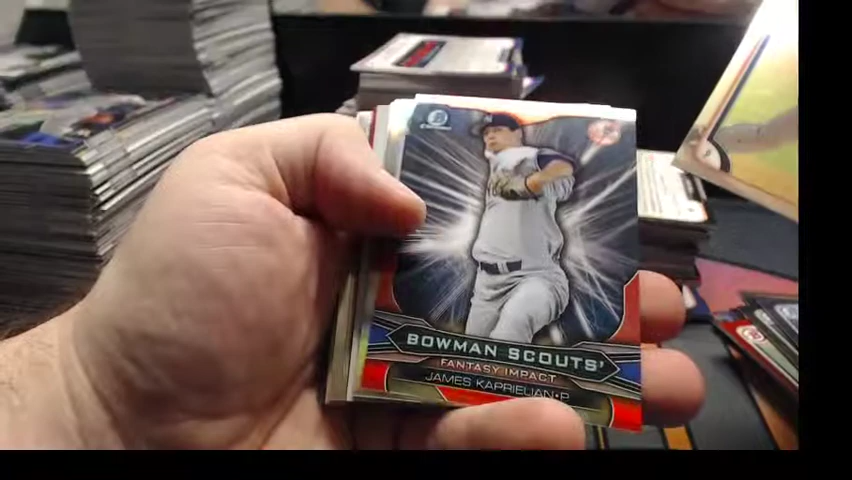 BOWMAN SCOUTS'
FANTASY IMPACT
JAMES KAPRIELIAN • P